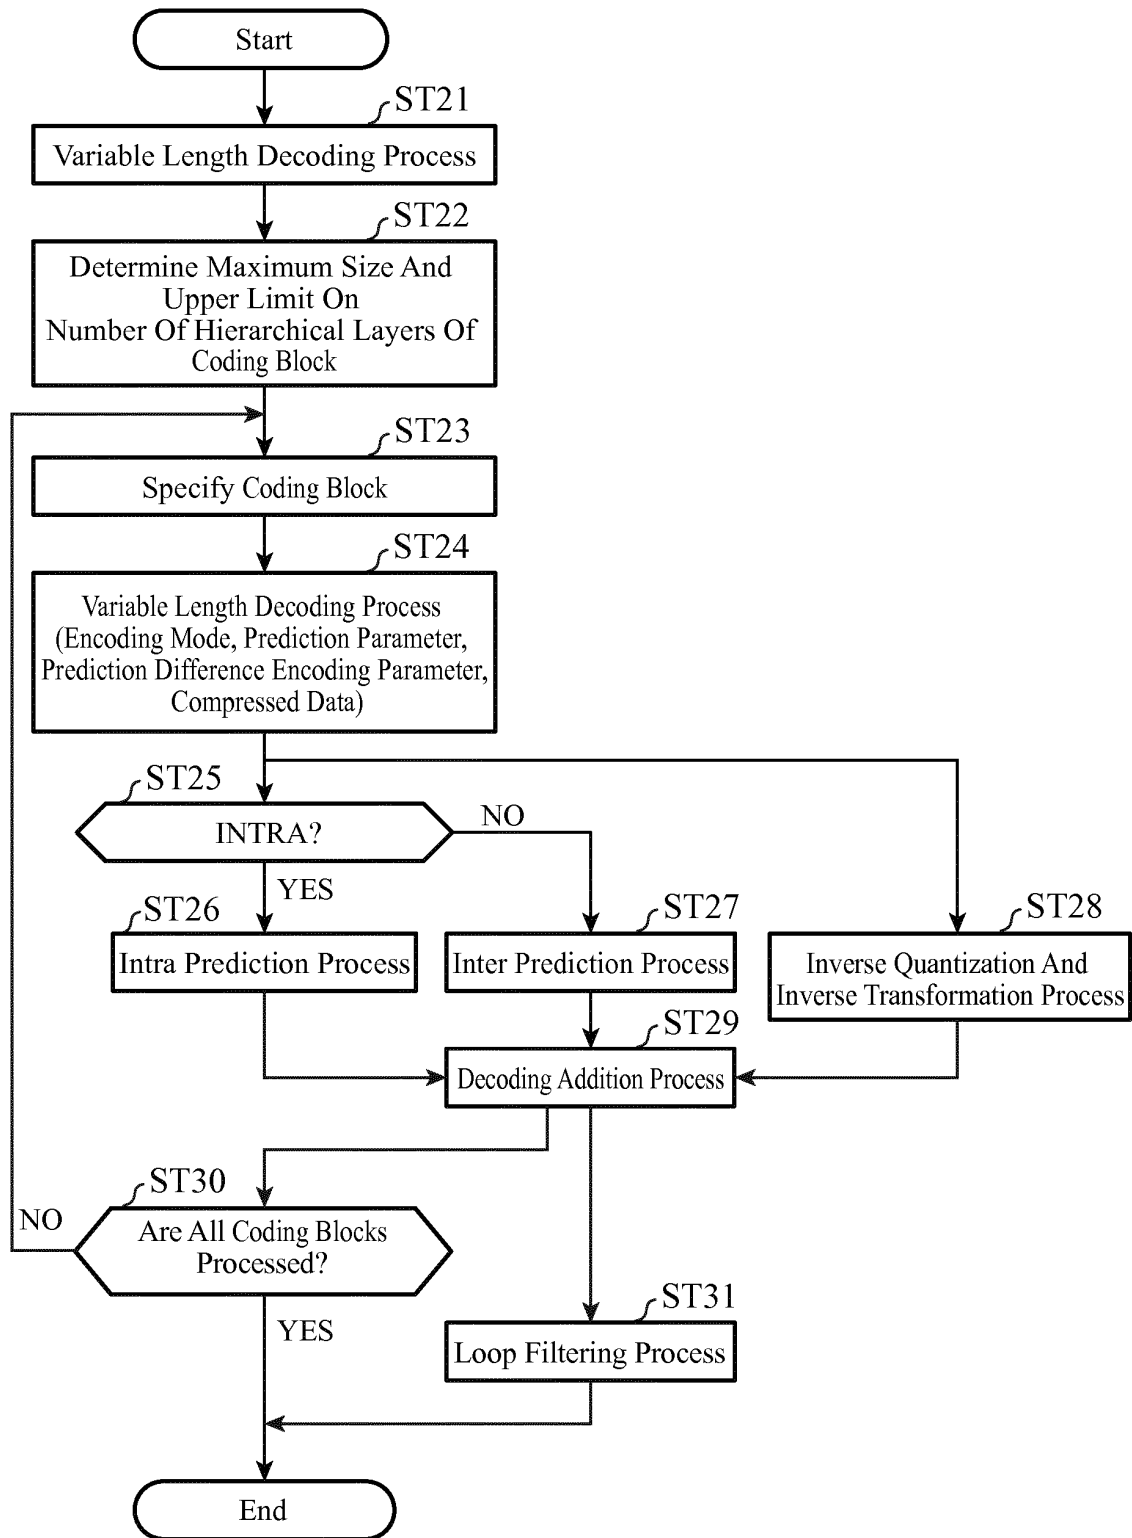 Start
ST21
Variable Length Decoding Process
ST22
Determine Maximum Size And
Upper Limit On
Number Of Hierarchical Layers Of
Coding Block
ST23
Specify Coding Block
ST24
Variable Length Decoding Process
(Encoding Mode, Prediction Parameter,
Prediction Difference Encoding Parameter,
Compressed Data)
ST25
INTRA?
NO
YES
ST26
Intra Prediction Process
ST27
Inter Prediction Process
ST28
Inverse Quantization And
Inverse Transformation Process
ST29
Decoding Addition Process
ST30
Are All Coding Blocks
Processed?
NO
YES
ST31
Loop Filtering Process
End